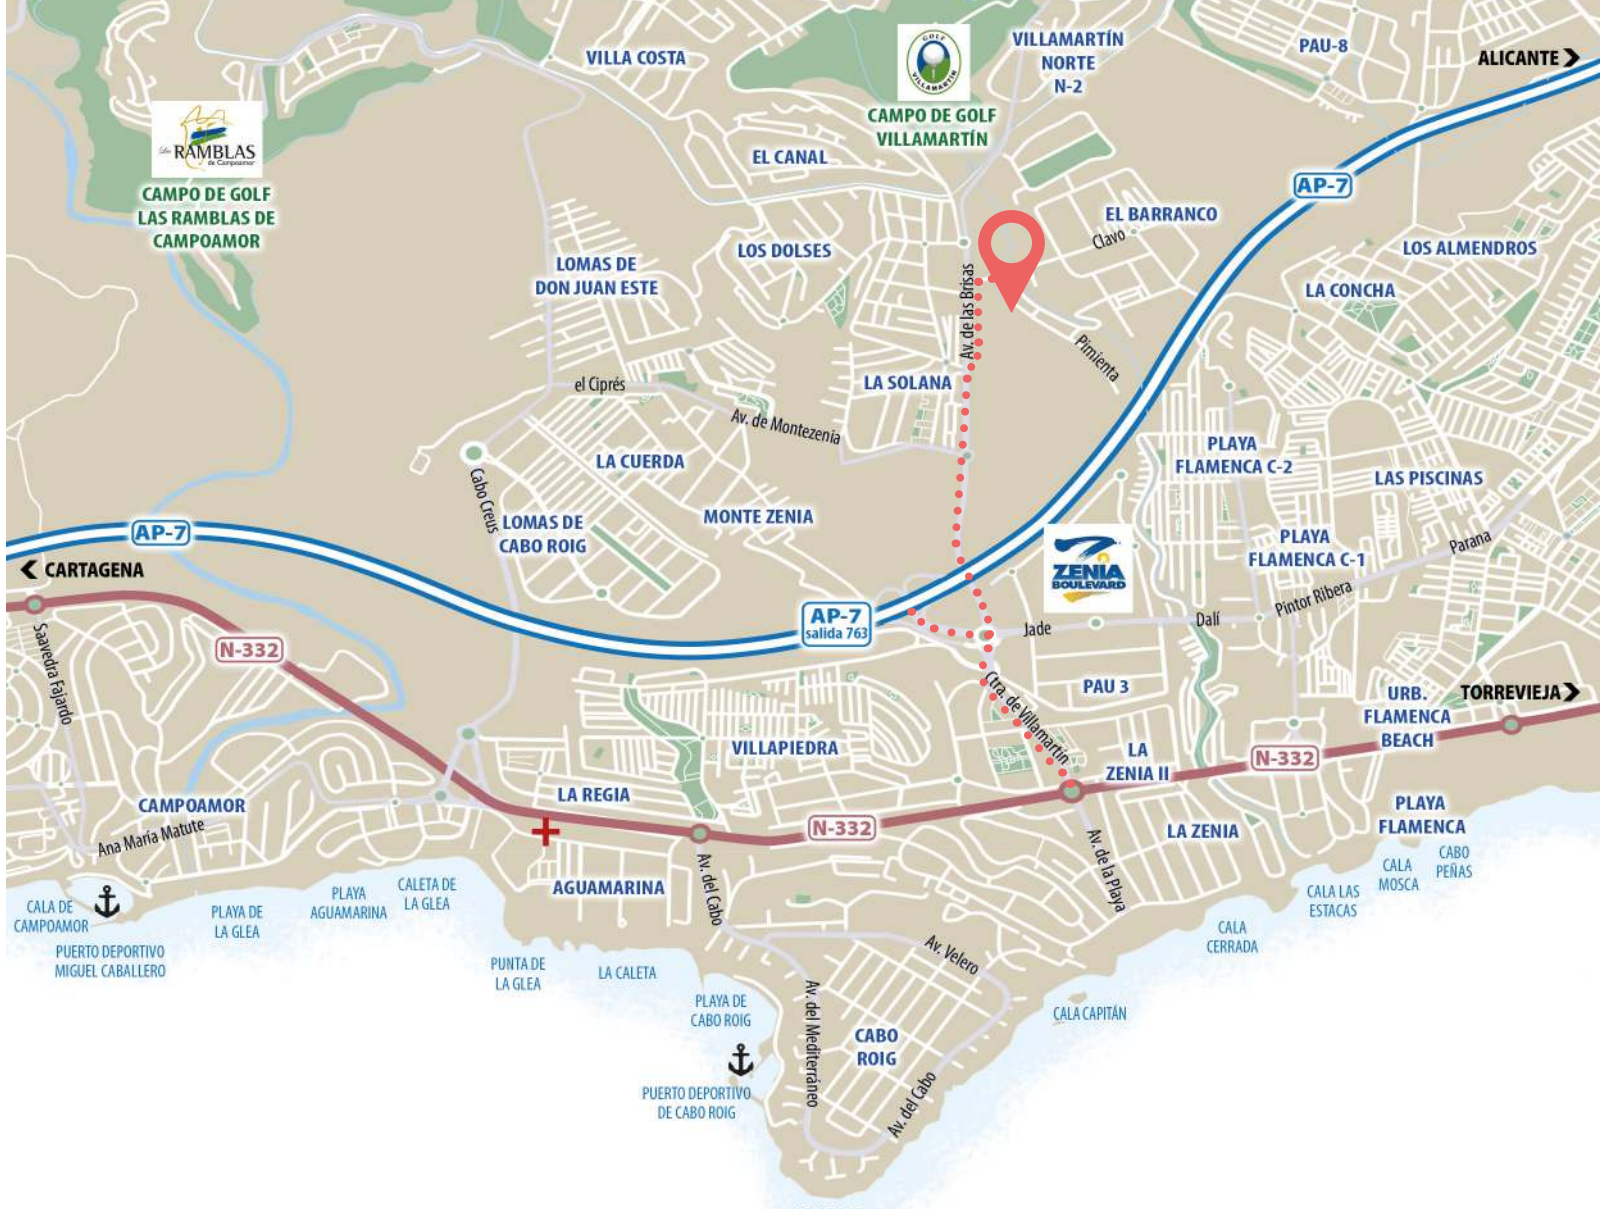 VILLA COSTA
GOLF
VILLAMARTÍN
CAMPO DE GOLF
VILLAMARTÍN
VILLAMARTÍN
NORTE
N-2
PAU-8
ALICANTE
Las
RAMBLAS
de Campoamor
CAMPO DE GOLF
LAS RAMBLAS DE
CAMPOAMOR
EL CANAL
AP-7
EL BARRANCO
Clavo
LOS DOLSES
LOS ALMENDROS
LOMAS DE
DON JUAN ESTE
Av. de las Brisas
LA CONCHA
Pimienta
el Ciprés
LA SOLANA
Av. de Montezenia
LA CUERDA
PLAYA
FLAMENCA C-2
LAS PISCINAS
Cabo Creus
LOMAS DE
CABO ROIG
MONTE ZENIA
AP-7
CARTAGENA
ZENIA
BOULEVARD
PLAYA
FLAMENCA C-1
Parana
Pintor Ribera
AP-7
salida 763
Jade
Dalí
Saavedra Fajardo
N-332
Ctra. de Villamartín
PAU 3
URB.
FLAMENCA
BEACH
TORREVIEJA
VILLAPIEDRA
LA
ZENIA II
N-332
CAMPOAMOR
LA REGIA
Ana María Matute
N-332
LA ZENIA
PLAYA
FLAMENCA
Av. de la Playa
AGUAMARINA
Av. del Cabo
CALA
MOSCA
CABO
PEÑAS
CALA DE
CAMPOAMOR
PLAYA DE
LA GLEA
PLAYA
AGUAMARINA
CALETA DE
LA GLEA
CALA LAS
ESTACAS
PUERTO DEPORTIVO
MIGUEL CABALLERO
PUNTA DE
LA GLEA
LA CALETA
Av. Velero
CALA
CERRADA
PLAYA DE
CABO ROIG
Av. del Mediterráneo
CALA CAPITÁN
CABO
ROIG
PUERTO DEPORTIVO
DE CABO ROIG
Av. del Cabo